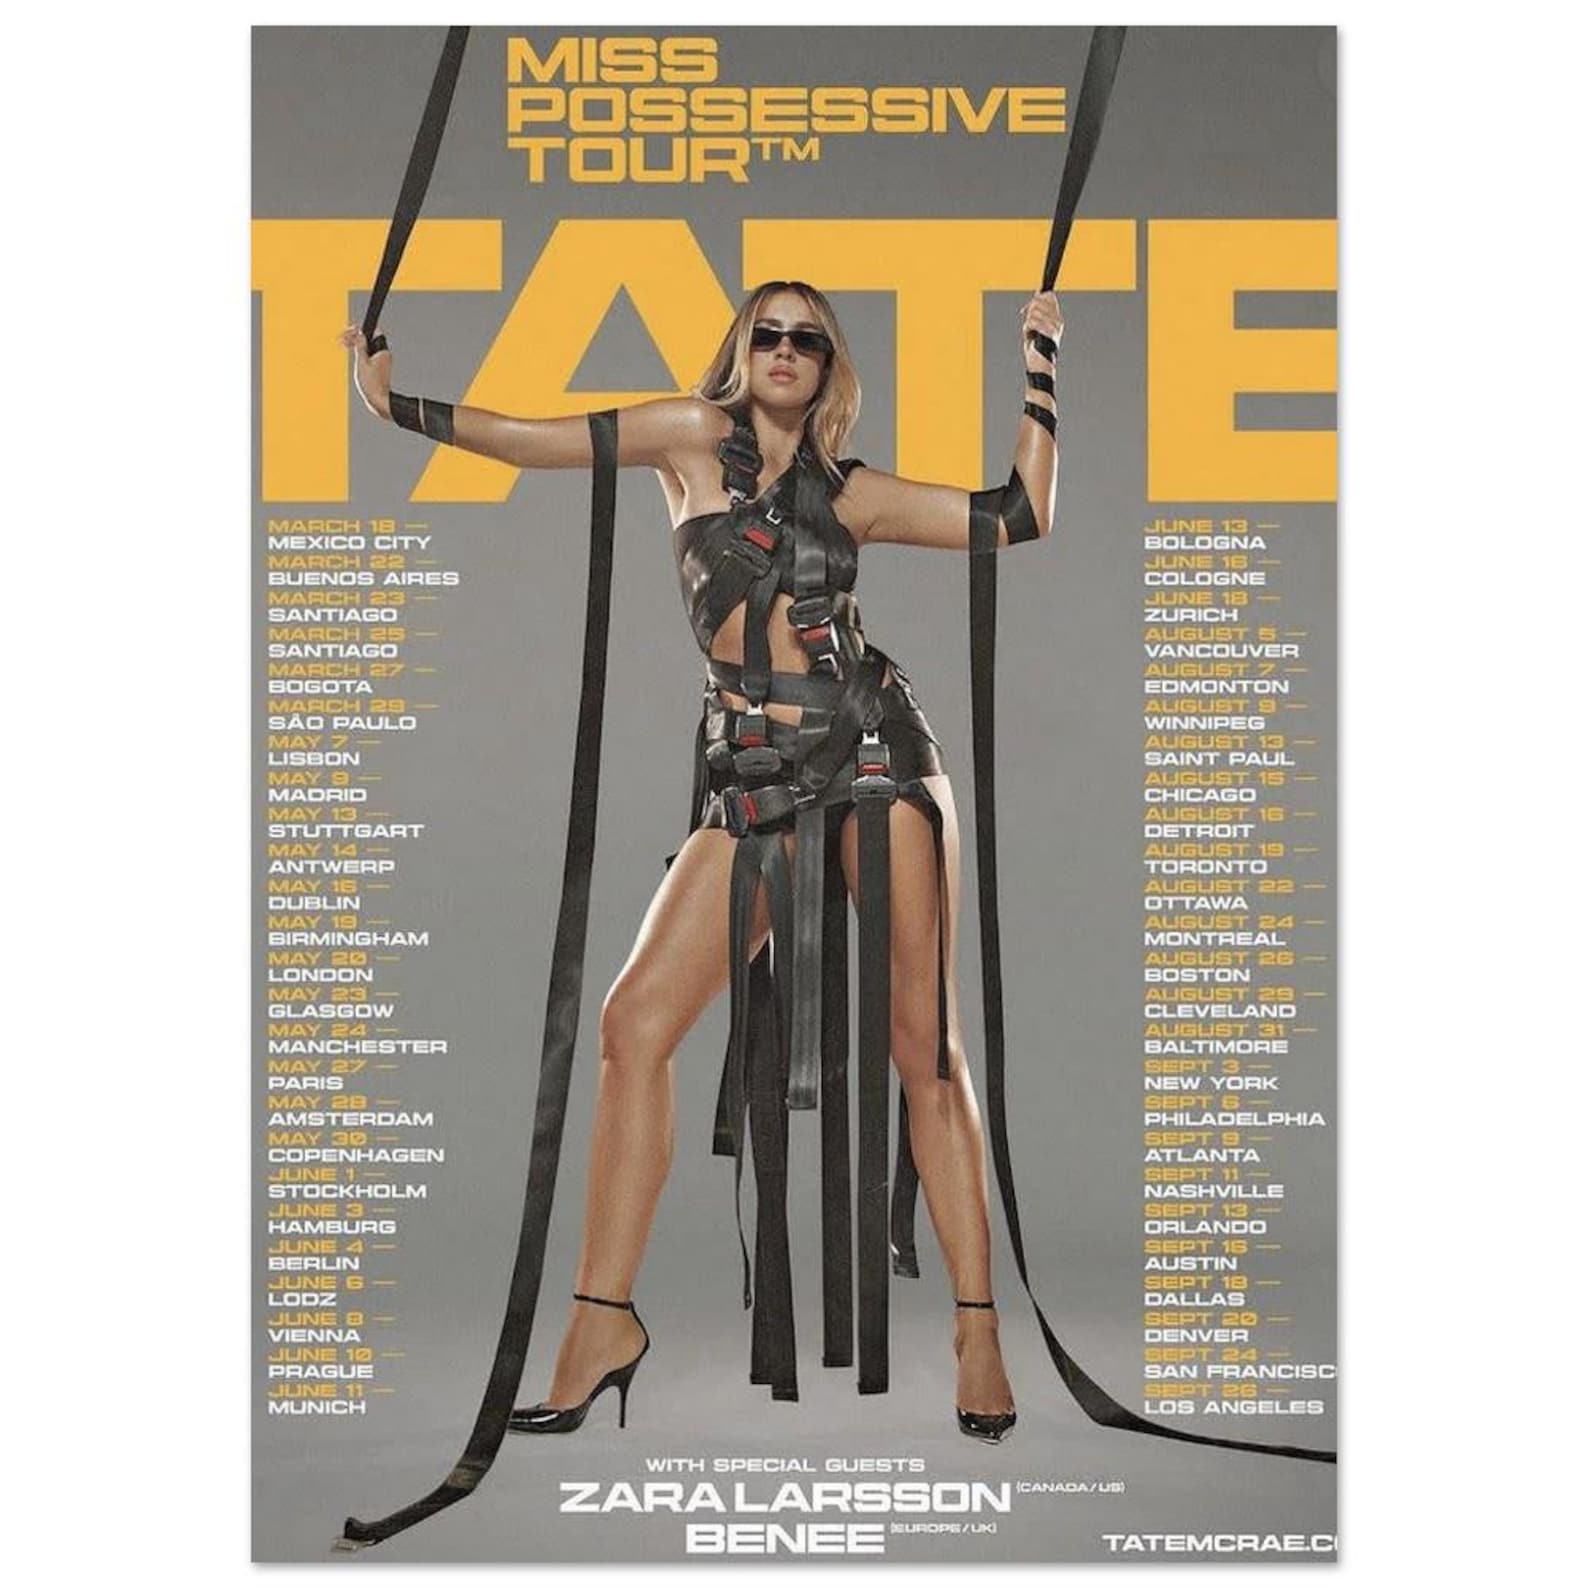 MISS
POSSESSIVE
TOUR™
TATE
MARCH 18 —
MEXICO CITY
MARCH 22 —
BUENOS AIRES
MARCH 23 —
SANTIAGO
MARCH 25 —
SANTIAGO
MARCH 27 —
BOGOTA
MARCH 29 —
SÃO PAULO
MAY 7 —
LISBON
MAY 9 —
MADRID
MAY 13 —
STUTTGART
MAY 14 —
ANTWERP
MAY 16 —
DUBLIN
MAY 19 —
BIRMINGHAM
MAY 20 —
LONDON
MAY 23 —
GLASGOW
MAY 24 —
MANCHESTER
MAY 27 —
PARIS
MAY 28 —
AMSTERDAM
MAY 30 —
COPENHAGEN
JUNE 1 —
STOCKHOLM
JUNE 3 —
HAMBURG
JUNE 4 —
BERLIN
JUNE 6 —
LODZ
JUNE 8 —
VIENNA
JUNE 10 —
PRAGUE
JUNE 11 —
MUNICH
JUNE 13 —
BOLOGNA
JUNE 16 —
COLOGNE
JUNE 18 —
ZURICH
AUGUST 5 —
VANCOUVER
AUGUST 7 —
EDMONTON
AUGUST 9 —
WINNIPEG
AUGUST 13 —
SAINT PAUL
AUGUST 15 —
CHICAGO
AUGUST 16 —
DETROIT
AUGUST 19 —
TORONTO
AUGUST 22 —
OTTAWA
AUGUST 24 —
MONTREAL
AUGUST 26 —
BOSTON
AUGUST 29 —
CLEVELAND
AUGUST 31 —
BALTIMORE
SEPT 3 —
NEW YORK
SEPT 6 —
PHILADELPHIA
SEPT 9 —
ATLANTA
SEPT 11 —
NASHVILLE
SEPT 13 —
ORLANDO
SEPT 16 —
AUSTIN
SEPT 18 —
DALLAS
SEPT 20 —
DENVER
SEPT 24 —
SAN FRANCISC
SEPT 26 —
LOS ANGELES
WITH SPECIAL GUESTS
ZARA LARSSON (CANADA/US)
BENEE (EUROPE/UK)
TATEMCRAE.C